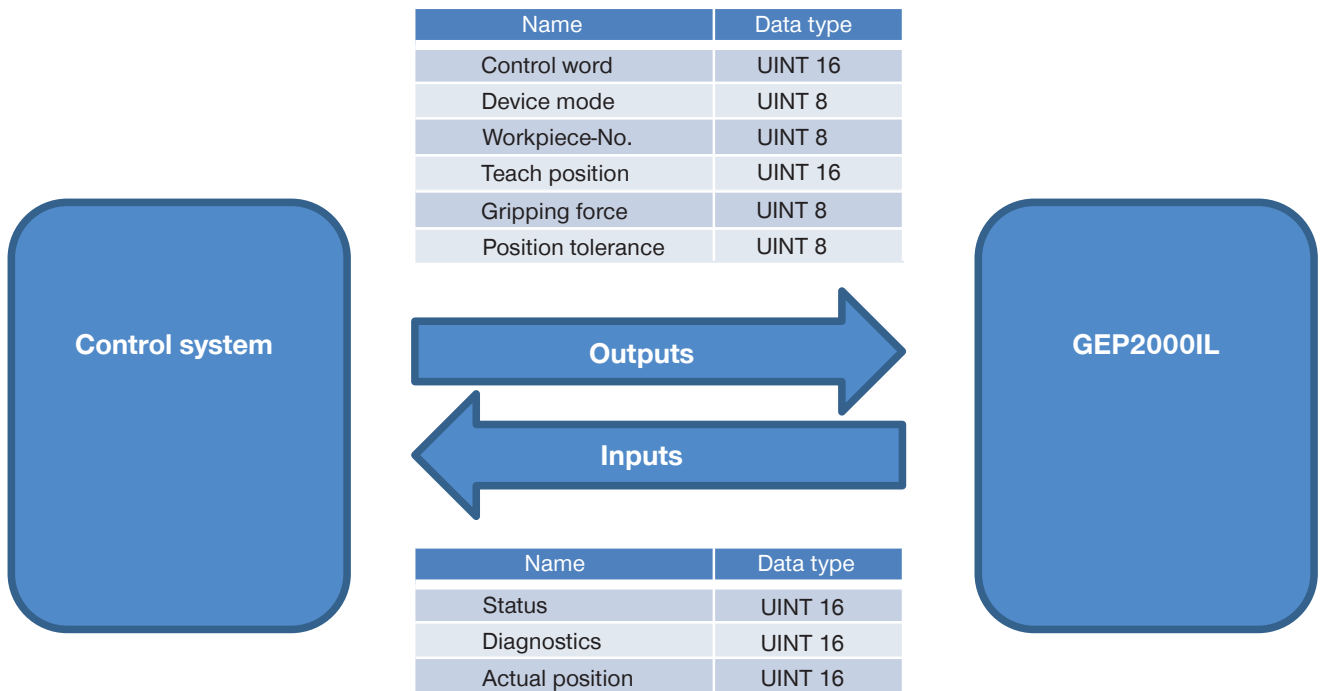 Name Data type
Control word UINT 16
Device mode UINT 8
Workpiece-No. UINT 8
Teach position UINT 16
Gripping force UINT 8
Position tolerance UINT 8
Control system
Outputs
GEP2000IL
Inputs
Name Data type
Status UINT 16
Diagnostics UINT 16
Actual position UINT 16